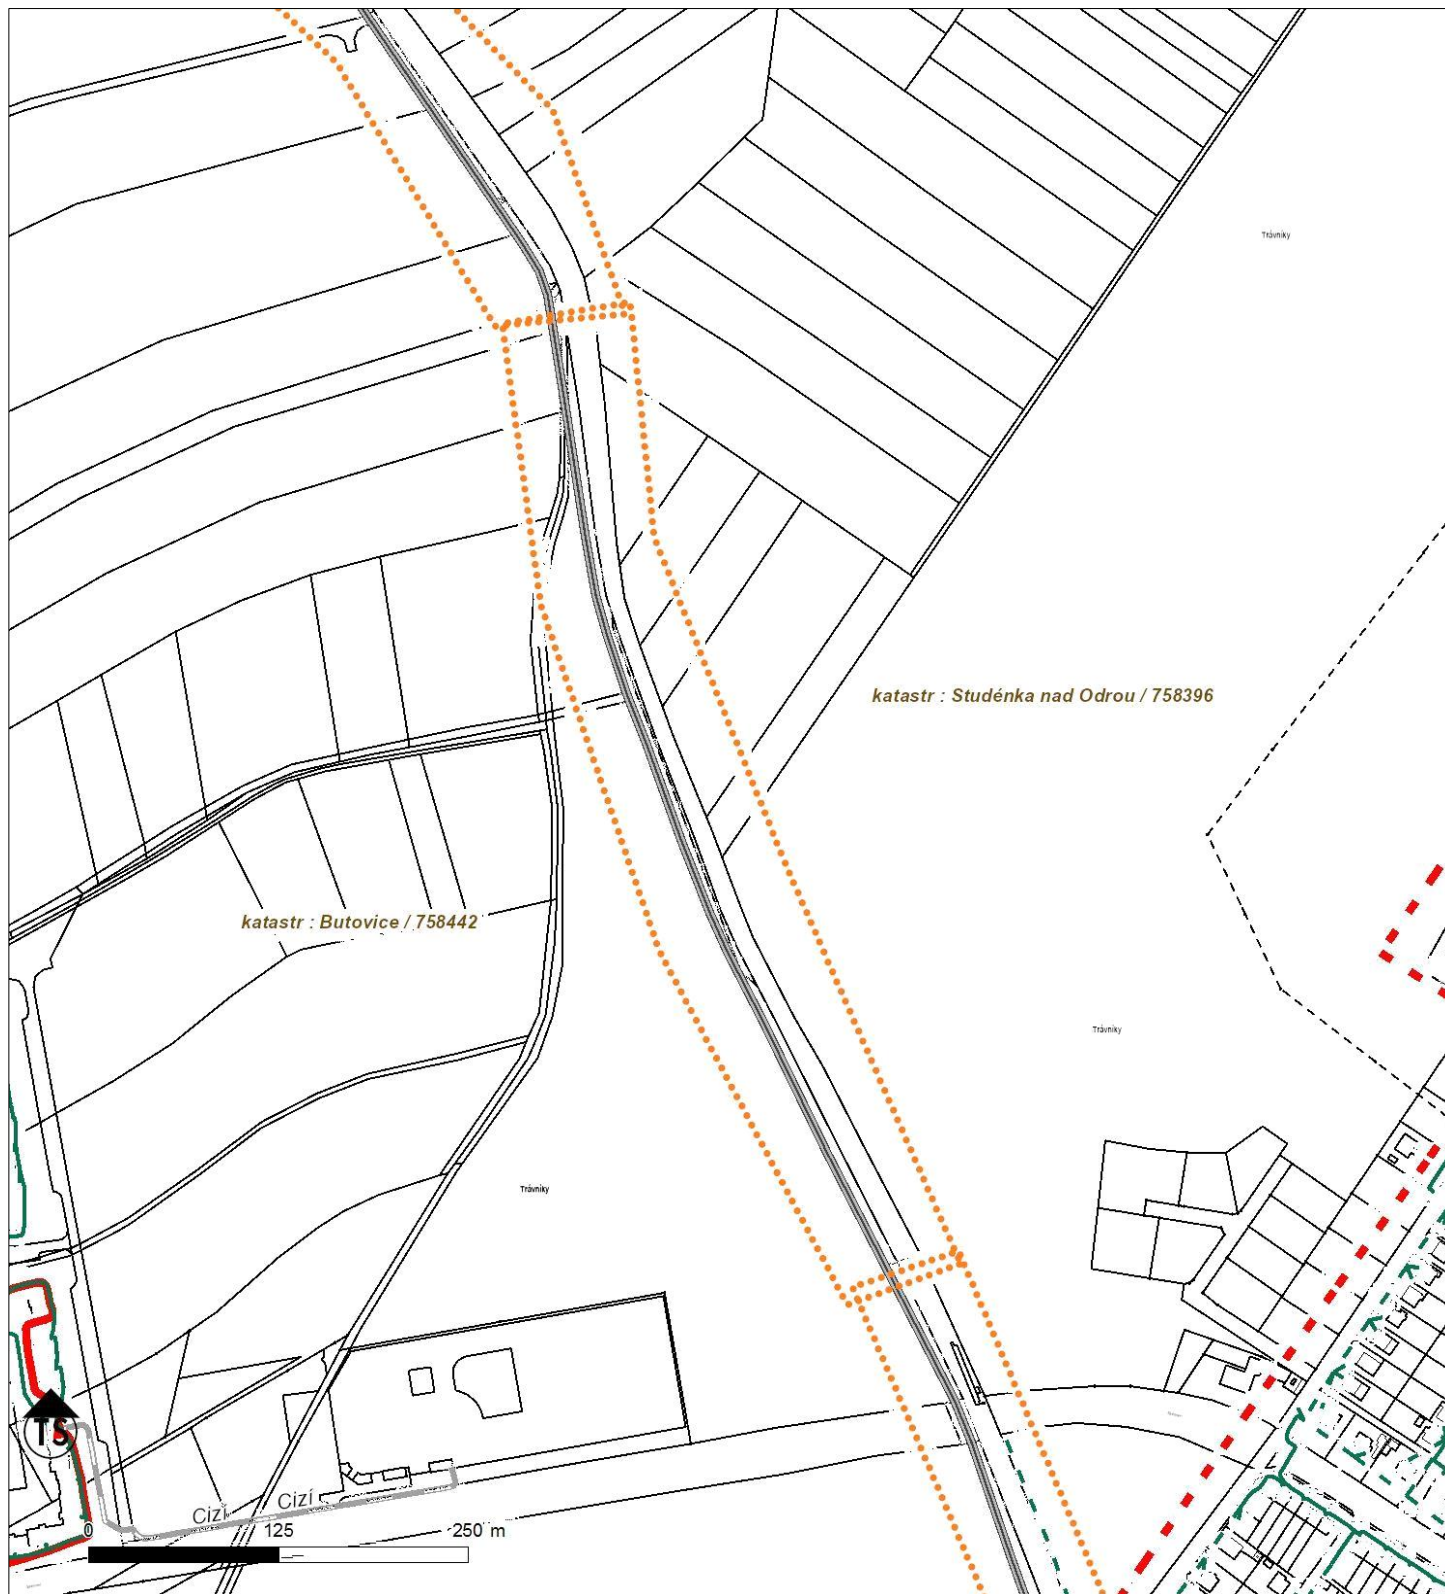 Trávníky
katastr : Studénka nad Odrou / 758396
katastr : Butovice / 758442
Trávníky
Trávníky
TS
Cizí
Cizí
0
125
250 m